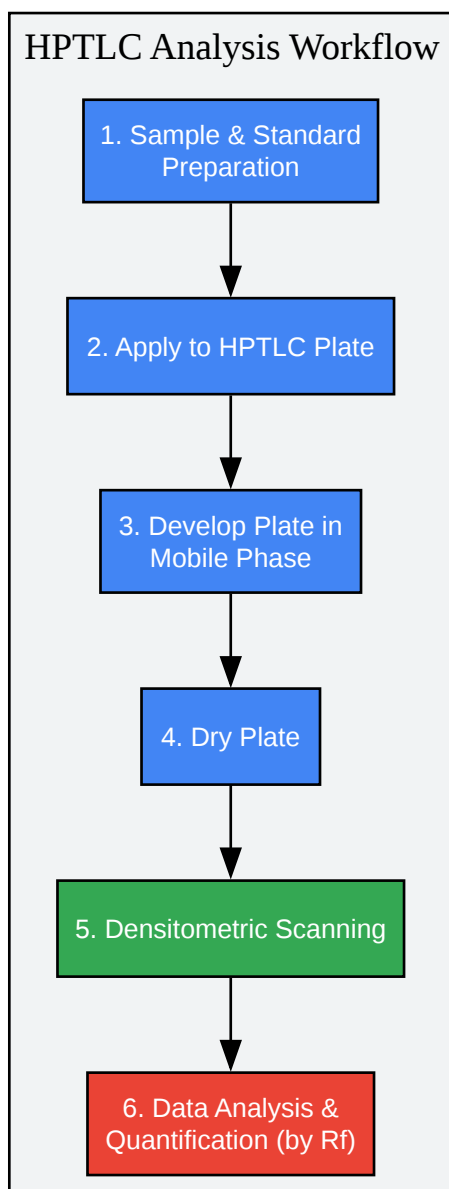 HPTLC Analysis Workflow
1. Sample & Standard
Preparation
2. Apply to HPTLC Plate
3. Develop Plate in
Mobile Phase
4. Dry Plate
5. Densitometric Scanning
6. Data Analysis &
Quantification (by Rf)